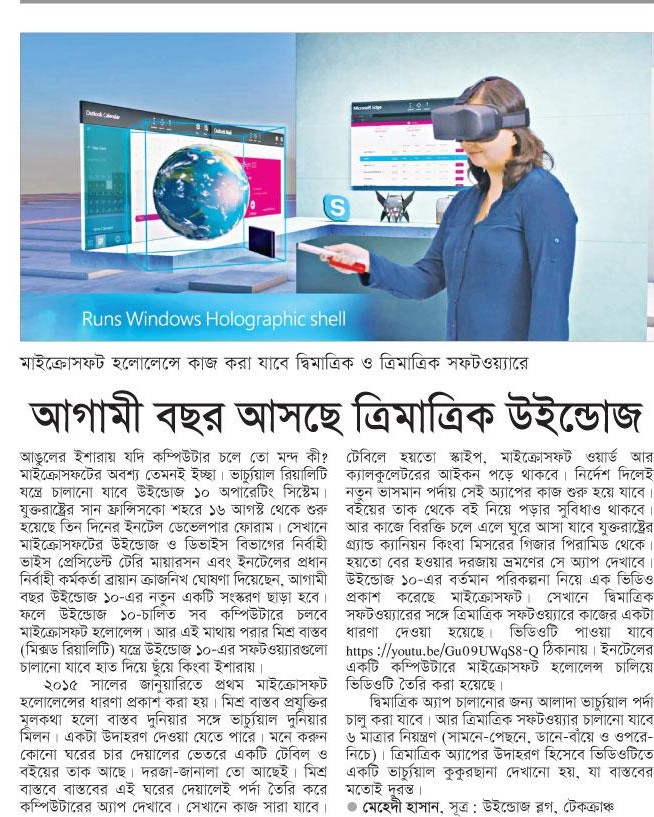 Outlook Calendar
Outlook Mail
Microsoft Edge
Runs Windows Holographic shell
মাইক্রোসফট হলোলেন্সে কাজ করা যাবে দ্বিমাত্রিক ও ত্রিমাত্রিক সফটওয়্যারে
আগামী বছর আসছে ত্রিমাত্রিক উইন্ডোজ
আঙুলের ইশারায় যদি কম্পিউটার চলে তো মন্দ কী?
মাইক্রোসফটের অবশ্য তেমনই ইচ্ছা। ভার্চ্যুয়াল রিয়ালিটি
যন্ত্রে চালানো যাবে উইন্ডোজ ১০ অপারেটিং সিস্টেম।
যুক্তরাষ্ট্রের সান ফ্রান্সিসকো শহরে ১৬ আগস্ট থেকে শুরু
হয়েছে তিন দিনের ইনটেল ডেভেলপার ফোরাম। সেখানে
মাইক্রোসফটের উইন্ডোজ ও ডিভাইস বিভাগের নির্বাহী
ভাইস প্রেসিডেন্ট টেরি মায়ারসন এবং ইনটেলের প্রধান
নির্বাহী কর্মকর্তা ব্রায়ান ক্রাজনিখ ঘোষণা দিয়েছেন, আগামী
বছর উইন্ডোজ ১০-এর নতুন একটি সংস্করণ ছাড়া হবে।
ফলে উইন্ডোজ ১০-চালিত সব কম্পিউটারে চলবে
মাইক্রোসফট হলোলেন্স। আর এই মাথায় পরার মিশ্র বাস্তব
(মিক্সড রিয়ালিটি) যন্ত্রে উইন্ডোজ ১০-এর সফটওয়্যারগুলো
চালানো যাবে হাত দিয়ে ছুঁয়ে কিংবা ইশারায়।
২০১৫ সালের জানুয়ারিতে প্রথম মাইক্রোসফট
হলোলেন্সের ধারণা প্রকাশ করা হয়। মিশ্র বাস্তব প্রযুক্তির
মূলকথা হলো বাস্তব দুনিয়ার সঙ্গে ভার্চ্যুয়াল দুনিয়ার
মিলন। একটা উদাহরণ দেওয়া যেতে পারে। মনে করুন
কোনো ঘরের চার দেয়ালের ভেতরে একটি টেবিল ও
বইয়ের তাক আছে। দরজা-জানালা তো আছেই। মিশ্র
বাস্তবে বাস্তবের এই ঘরের দেয়ালেই পর্দা তৈরি করে
কম্পিউটারের অ্যাপ দেখাবে। সেখানে কাজ সারা যাবে।
টেবিলে হয়তো স্কাইপ, মাইক্রোসফট ওয়ার্ড আর
ক্যালকুলেটরের আইকন পড়ে থাকবে। নির্দেশ দিলেই
নতুন ভাসমান পর্দায় সেই অ্যাপের কাজ শুরু হয়ে যাবে।
বইয়ের তাক থেকে বই নিয়ে পড়ার সুবিধাও থাকবে।
আর কাজে বিরক্তি চলে এলে ঘুরে আসা যাবে যুক্তরাষ্ট্রের
গ্র্যান্ড ক্যানিয়ন কিংবা মিসরের গিজার পিরামিড থেকে।
হয়তো বের হওয়ার দরজায় ভ্রমণের সে অ্যাপ দেখাবে।
উইন্ডোজ ১০-এর বর্তমান পরিকল্পনা নিয়ে এক ভিডিও
প্রকাশ করেছে মাইক্রোসফট। সেখানে দ্বিমাত্রিক
সফটওয়্যারের সঙ্গে ত্রিমাত্রিক সফটওয়্যারে কাজের একটা
ধারণা দেওয়া হয়েছে। ভিডিওটি পাওয়া যাবে
https ://youtu.be/Gu09UWqS8-Q ঠিকানায়। ইনটেলের
একটি কম্পিউটারে মাইক্রোসফট হলোলেন্স চালিয়ে
ভিডিওটি তৈরি করা হয়েছে।
দ্বিমাত্রিক অ্যাপ চালানোর জন্য আলাদা ভার্চ্যুয়াল পর্দা
চালু করা যাবে। আর ত্রিমাত্রিক সফটওয়্যার চালানো যাবে
৬ মাত্রার নিয়ন্ত্রণ (সামনে-পেছনে, ডানে-বাঁয়ে ও ওপরে-
নিচে)। ত্রিমাত্রিক অ্যাপের উদাহরণ হিসেবে ভিডিওটিতে
একটি ভার্চ্যুয়াল কুকুরছানা দেখানো হয়, যা বাস্তবের
মতোই দুরন্ত।
● মেহেদী হাসান, সূত্র : উইন্ডোজ ব্লগ, টেকক্রাঞ্চ